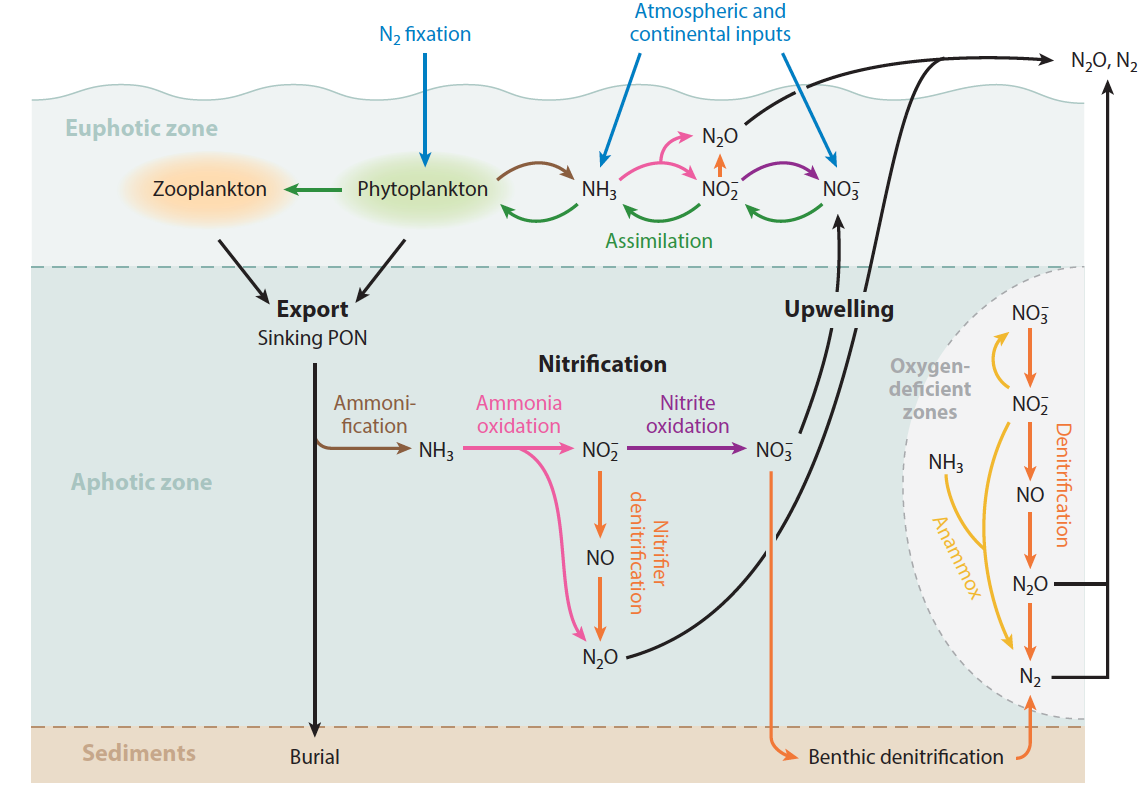 Atmospheric and
continental inputs
N₂ fixation
N₂O, N₂
Euphotic zone
N₂O
Zooplankton
Phytoplankton
NH₃
NO₂⁻
NO₃⁻
Assimilation
Export
Sinking PON
Upwelling
NO₃⁻
Nitrification
Oxygen-
deficient
zones
Ammoni-
fication
Ammonia
oxidation
Nitrite
oxidation
NO₂⁻
NH₃
NO₂⁻
NO₃⁻
NH₃
Denitrification
Aphotic zone
NO
Nitrifier
denitrification
NO
Anammox
N₂O
N₂O
N₂
Sediments
Burial
Benthic denitrification